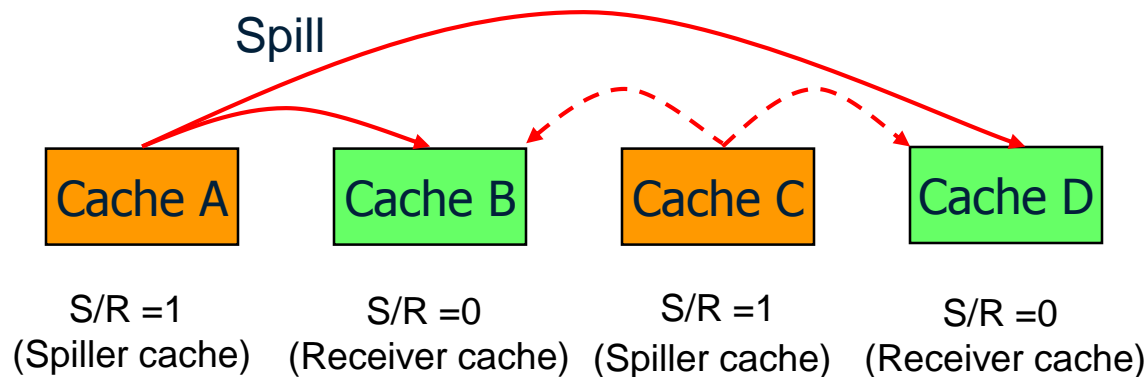 Spill
Cache A
Cache B
Cache C
Cache D
S/R =1
(Spiller cache)
S/R =0
(Receiver cache)
S/R =1
(Spiller cache)
S/R =0
(Receiver cache)